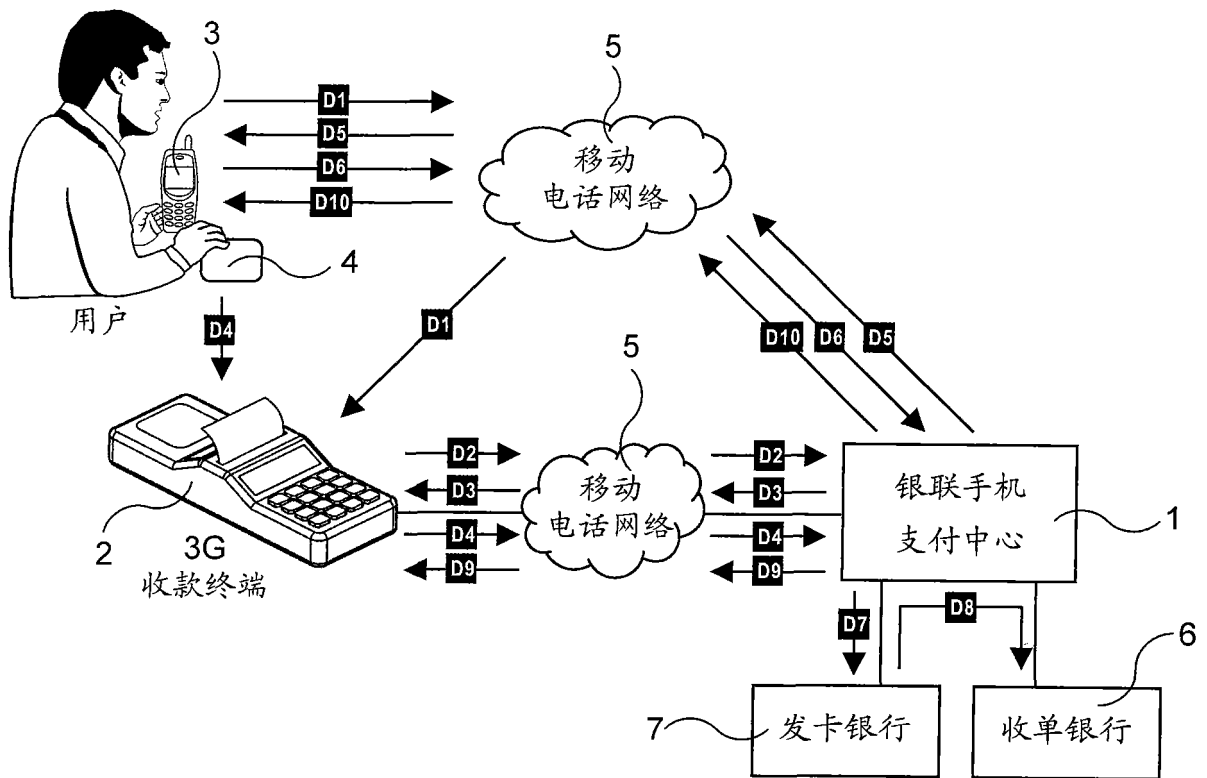 3
5
D1
D5
D6
D10
移动
电话网络
4
用户
D4
D1
D10
D6
D5
5
D2
D3
D4
D9
移动
电话网络
D2
D3
D4
D9
银联手机
支付中心
1
2
3G
收款终端
D7
D8
6
7
发卡银行
收单银行